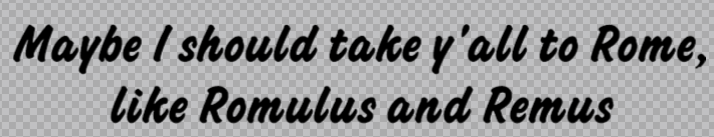 Maybe I should take y'all to Rome,
like Romulus and Remus